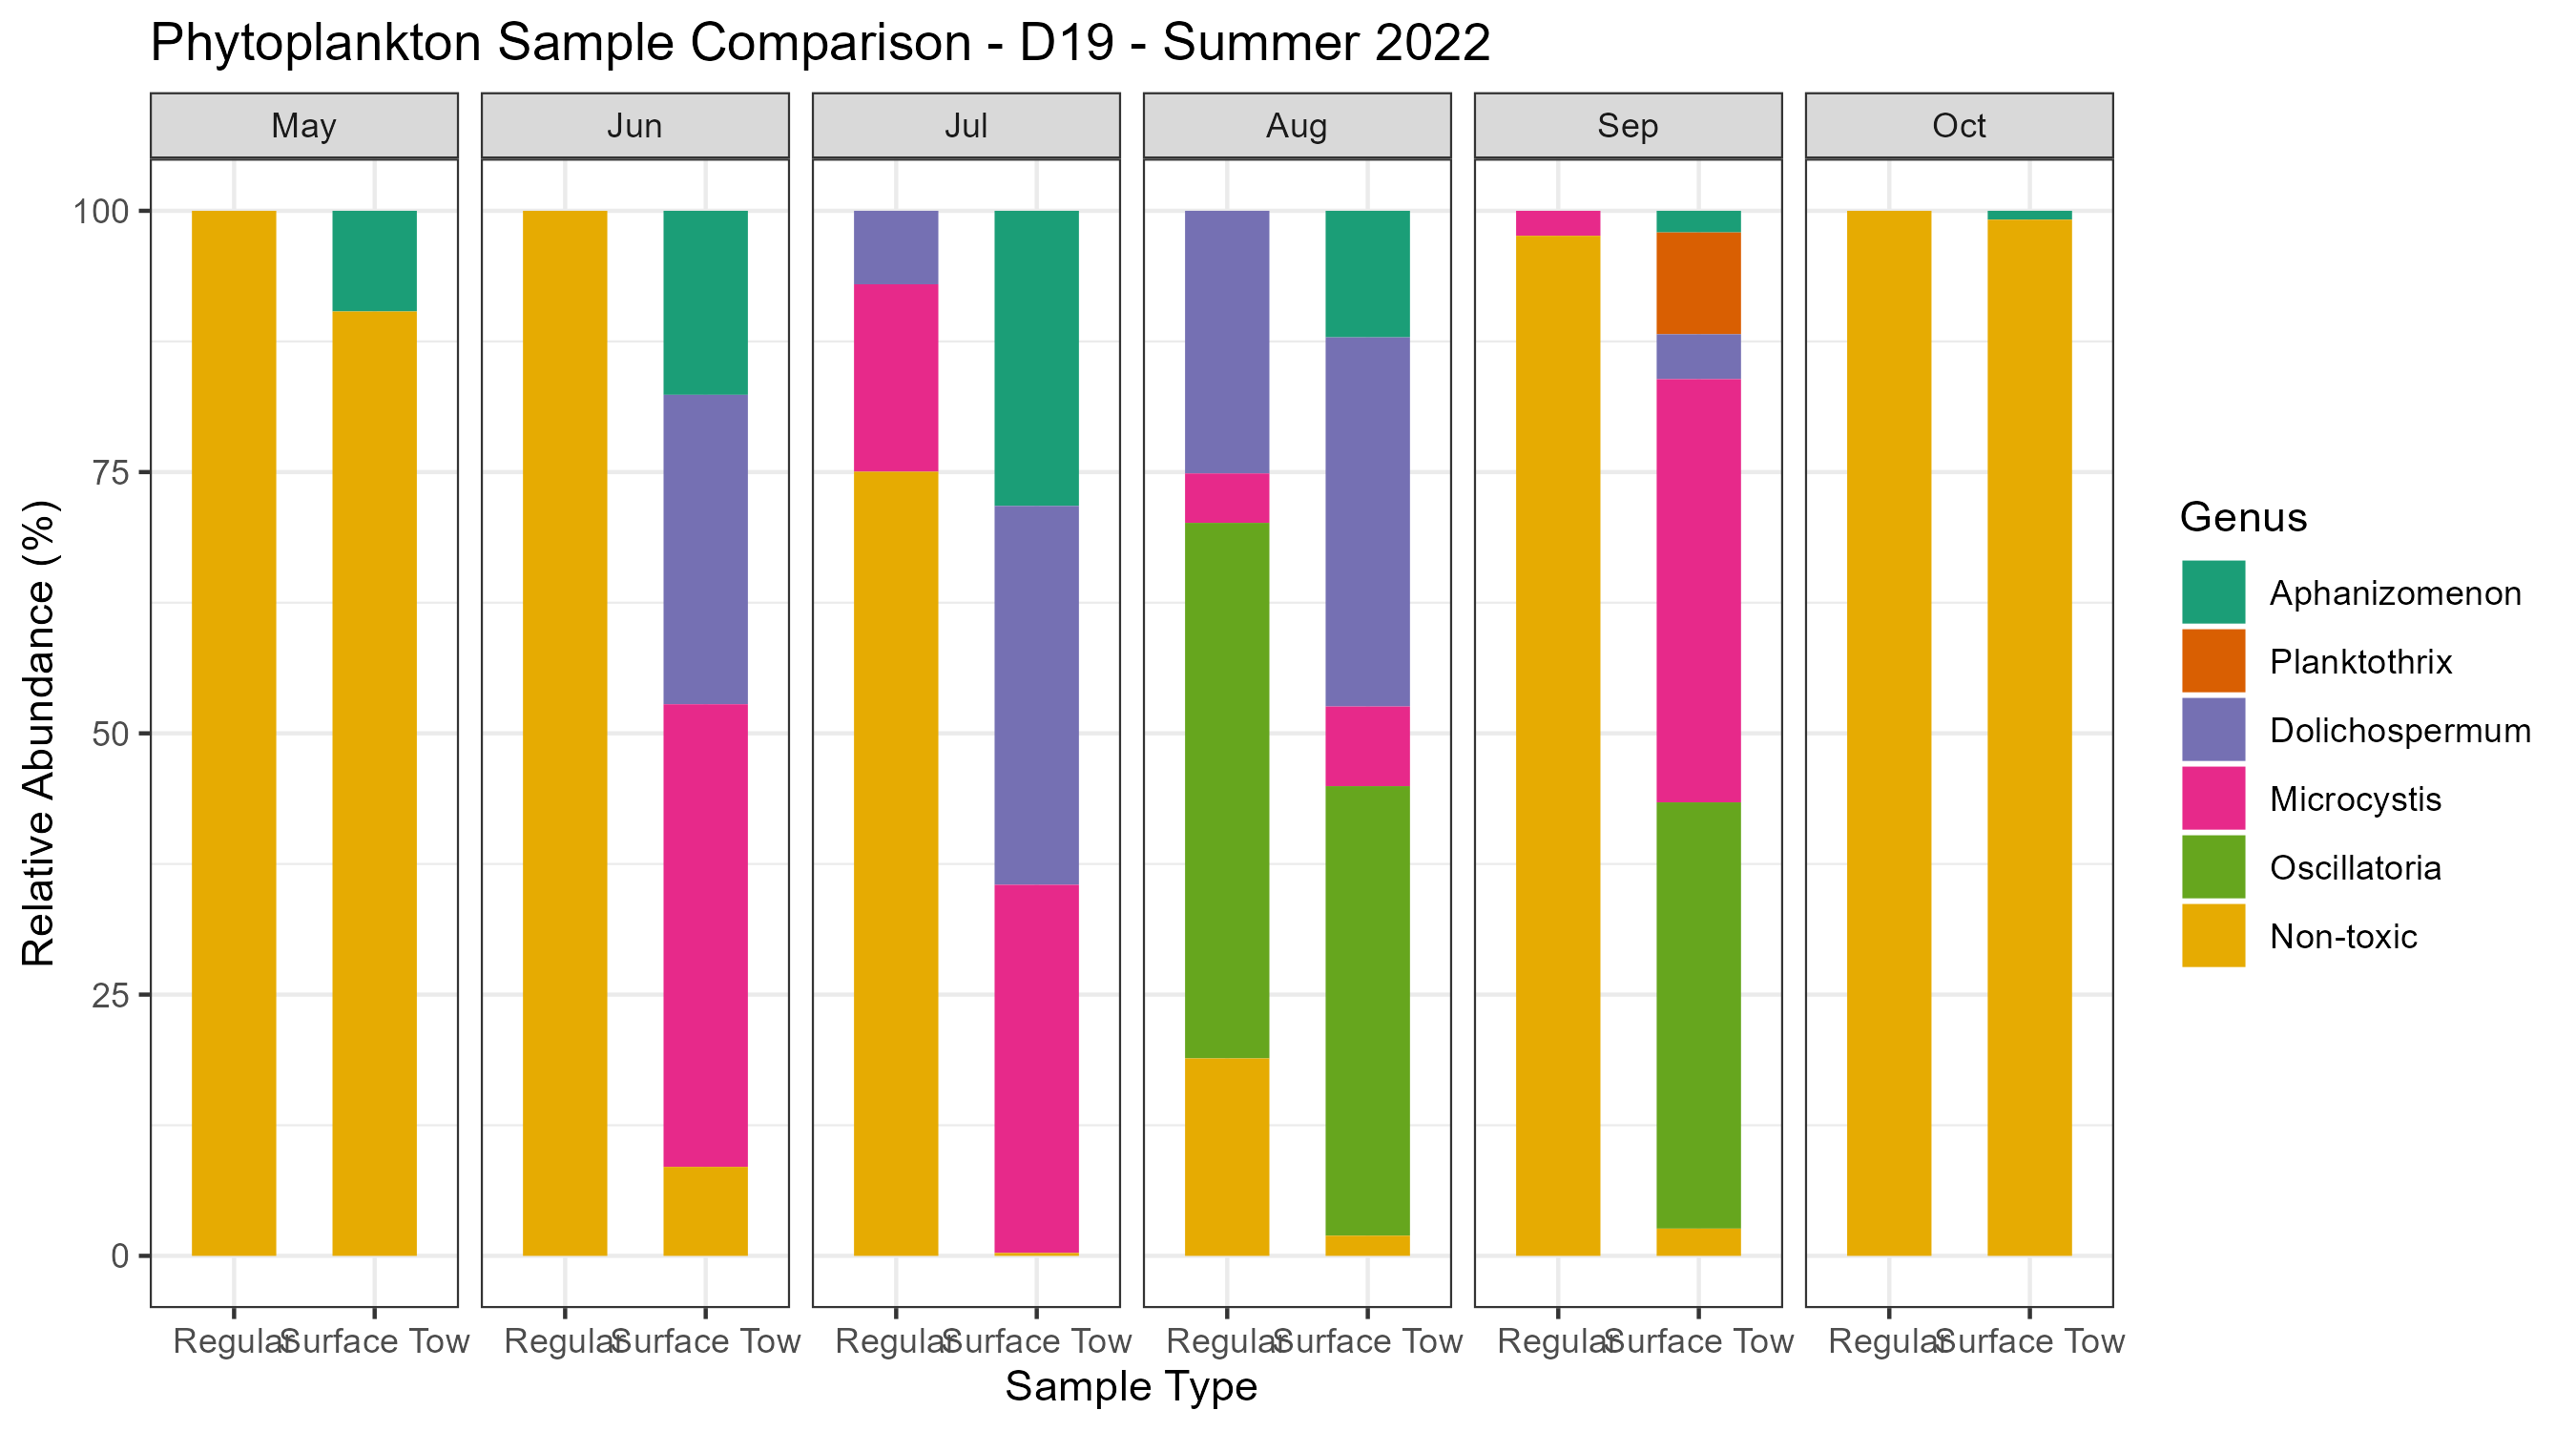 Phytoplankton Sample Comparison - D19 - Summer 2022
May Jun Jul Aug Sep Oct
100
75
50
25
0
Relative Abundance (%)
Regular Surface Tow Regular Surface Tow Regular Surface Tow Regular Surface Tow Regular Surface Tow Regular Surface Tow
Sample Type
Genus
Aphanizomenon
Planktothrix
Dolichospermum
Microcystis
Oscillatoria
Non-toxic